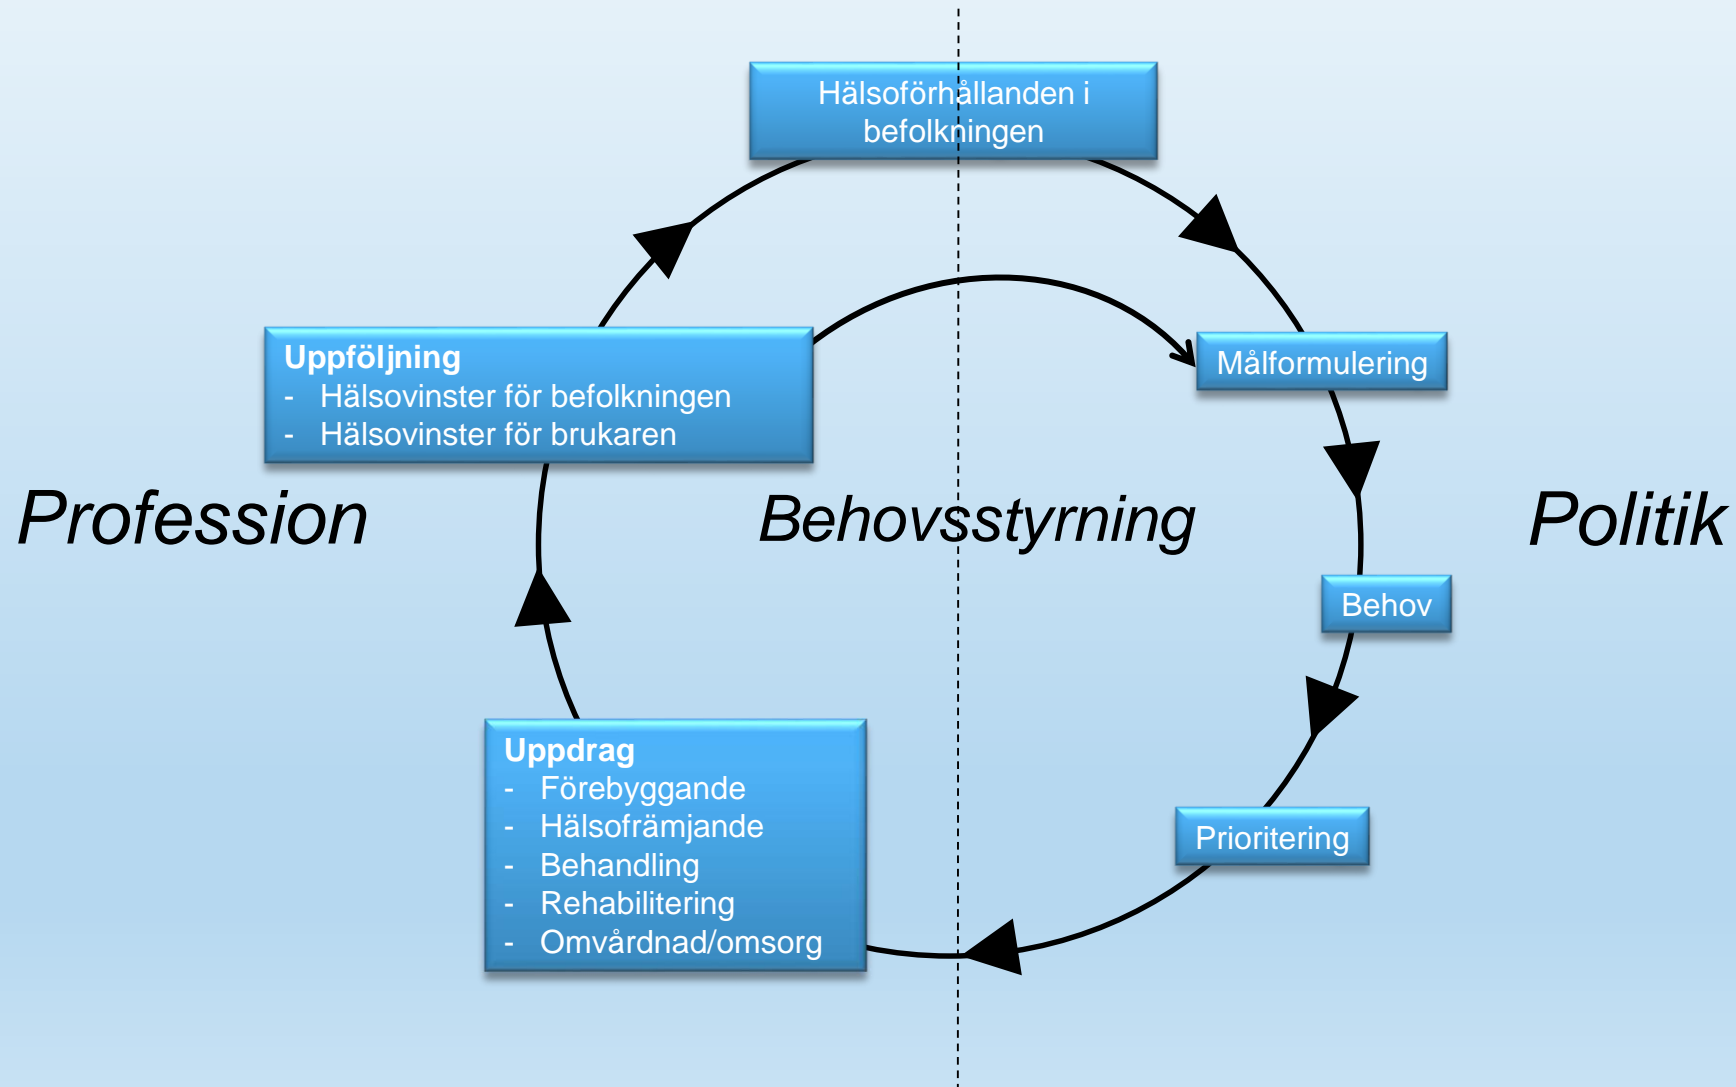 Hälsoförhållanden i
befolkningen
Uppföljning
- Hälsovinster för befolkningen
- Hälsovinster för brukaren
Målformulering
Profession
Behovsstyrning
Politik
Behov
Uppdrag
- Förebyggande
- Hälsofrämjande
- Behandling
- Rehabilitering
- Omvårdnad/omsorg
Prioritering